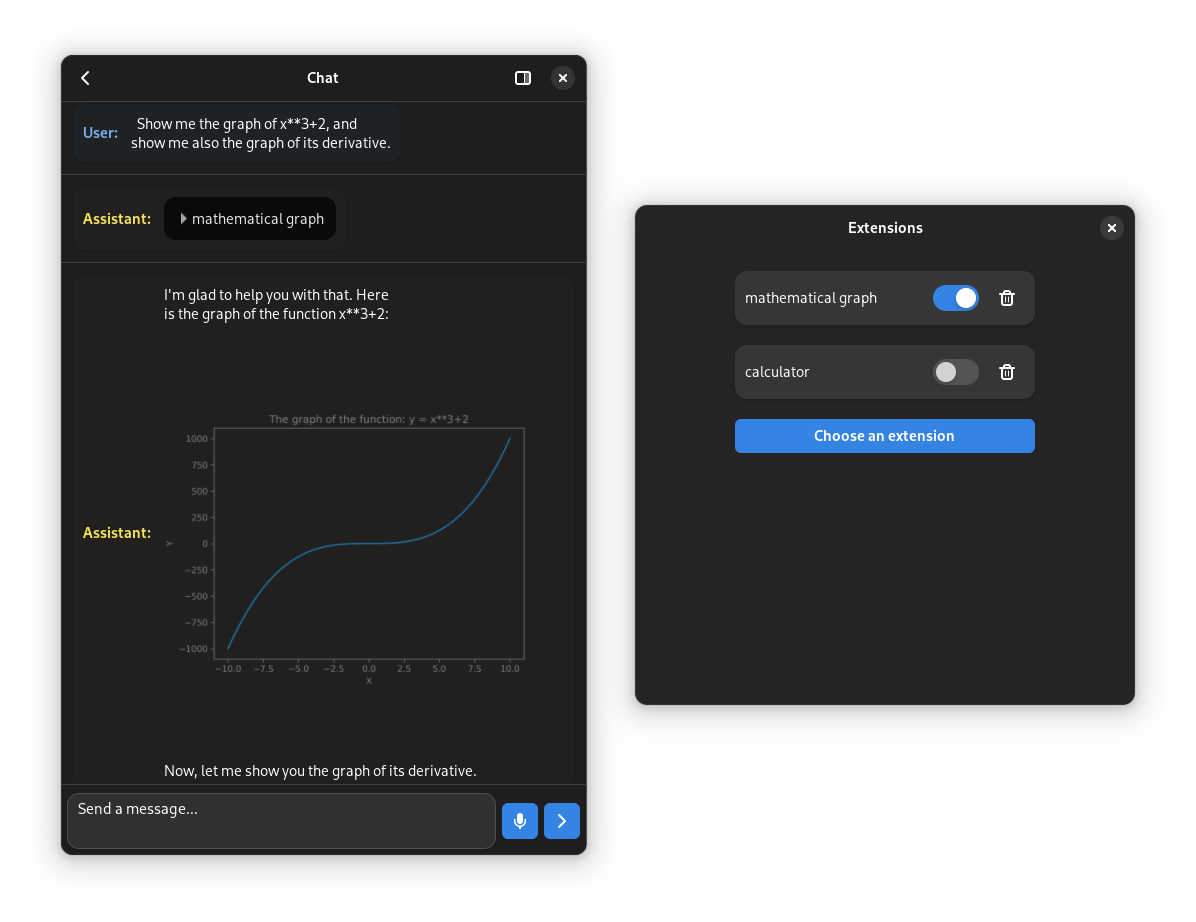 Chat
User:
Show me the graph of x**3+2, and
show me also the graph of its derivative.
Assistant:
mathematical graph
I'm glad to help you with that. Here
is the graph of the function x**3+2:
Assistant:
The graph of the function: y = x**3+2
1000
750
500
250
0
−250
−500
−750
−1000
Y
−10.0 −7.5 −5.0 −2.5 0.0 2.5 5.0 7.5 10.0
X
Now, let me show you the graph of its derivative.
Send a message...
Extensions
mathematical graph
calculator
Choose an extension